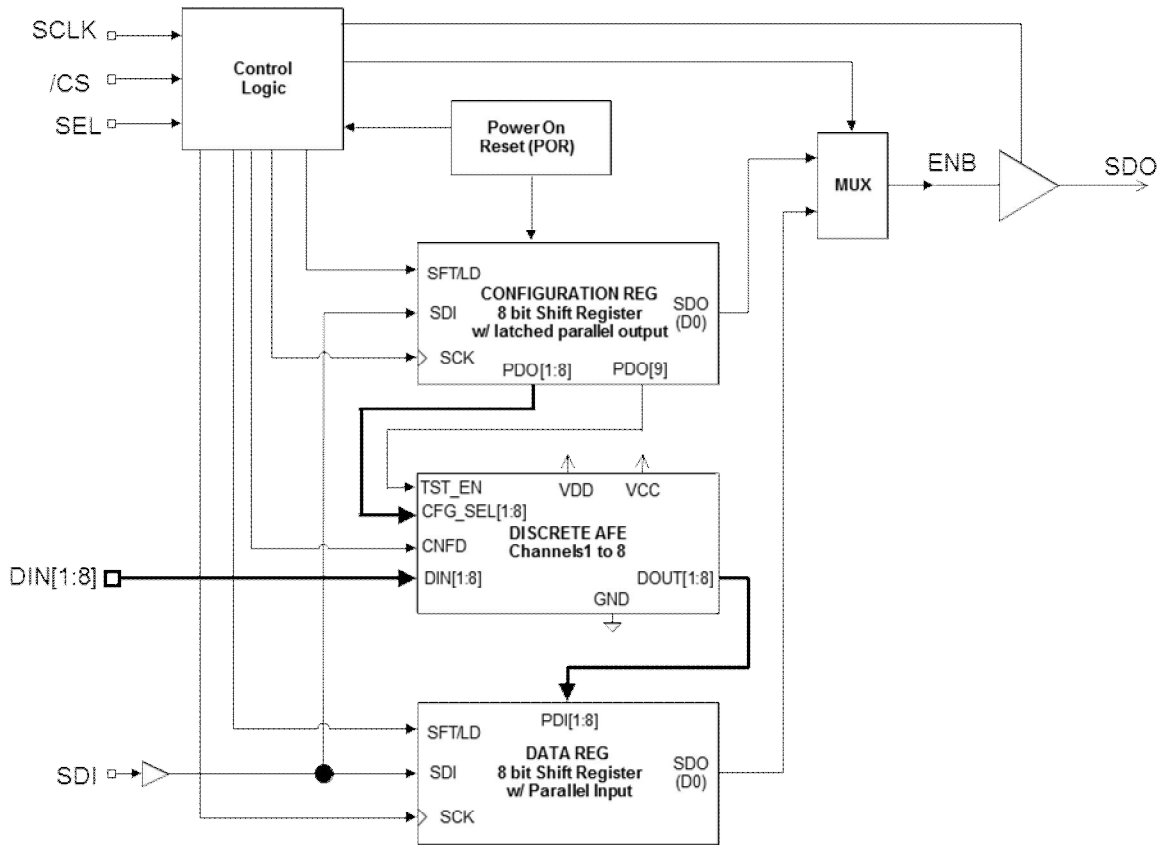 SCLK
/CS
SEL
Control
Logic
Power On
Reset (POR)
MUX
ENB
SDO
SFT/LD
SDI
SCK
CONFIGURATION REG
8 bit Shift Register
w/ latched parallel output
SDO
(D0)
PDO[1:8]
PDO[9]
TST_EN
VDD
VCC
CFG_SEL[1:8]
DISCRETE AFE
Channels1 to 8
CNFD
DIN[1:8]
DIN[1:8]
DOUT[1:8]
GND
PDI[1:8]
SFT/LD
DATA REG
8 bit Shift Register
w/ Parallel Input
SDO
(D0)
SDI
SDI
SCK